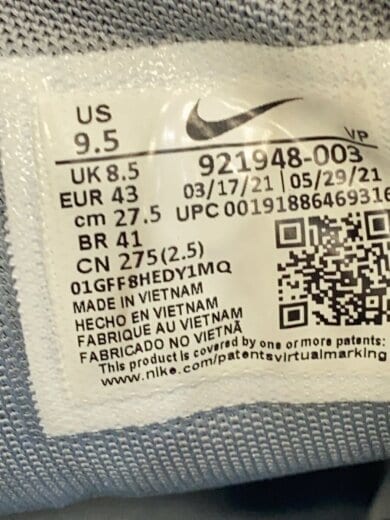 US
9.5
VP
UK 8.5
921948-003
EUR 43
03/17/21 | 05/29/21
cm 27.5
UPC 00191886469316
BR 41
CN 275(2.5)
01GFF8HEDY1MQ
MADE IN VIETNAM
HECHO EN VIETNAM
FABRIQUE AU VIETNAM
FABRICADO NO VIETNÃ
This product is covered by one or more patents:
www.nike.com/patentsvirtualmarking